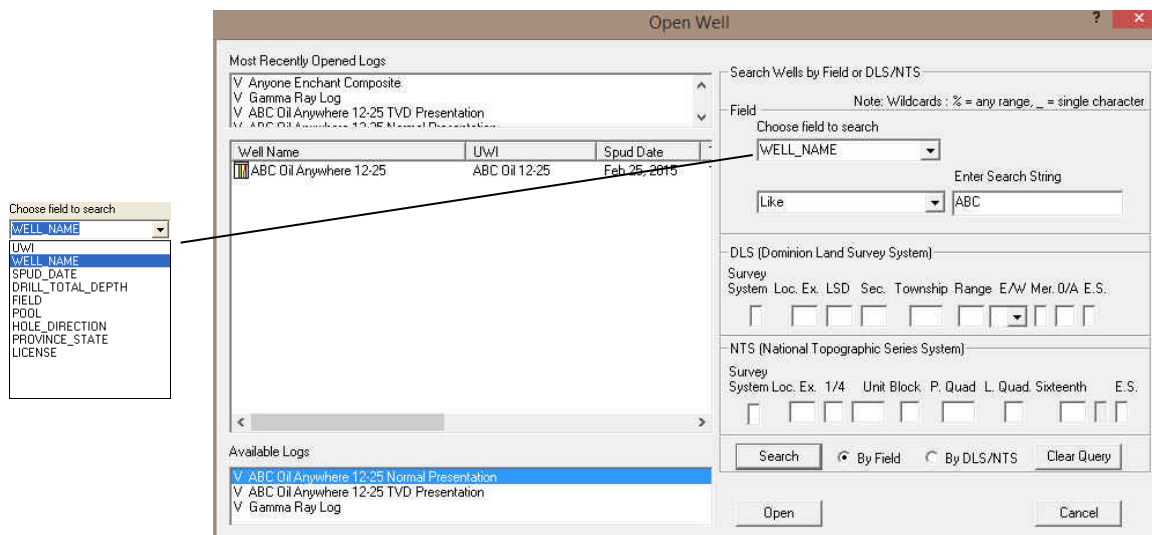 Open Well
?
X
Most Recently Opened Logs
V Anyone Enchant Composite
V Gamma Ray Log
V ABC Oil Anywhere 12-25 TVD Presentation
V ABC Oil Anywhere 12-25 Normal Presentation
Well Name UWI Spud Date
ABC Oil Anywhere 12-25 ABC Oil 12-25 Feb 25, 2015
Available Logs
V ABC Oil Anywhere 12-25 Normal Presentation
V ABC Oil Anywhere 12-25 TVD Presentation
V Gamma Ray Log
Search Wells by Field or DLS/NTS
Note: Wildcards : % = any range, _ = single character
Field
Choose field to search
WELL_NAME
Enter Search String
Like ABC
DLS (Dominion Land Survey System)
Survey
System Loc. Ex. LSD Sec. Township Range E/W Mer. 0/A E.S.
NTS (National Topographic Series System)
Survey
System Loc. Ex. 1/4 Unit Block P. Quad L. Quad. Sixteenth E.S.
Search By Field By DLS/NTS Clear Query
Open Cancel
Choose field to search
WELL_NAME
UWI
WELL_NAME
SPUD_DATE
DRILL_TOTAL_DEPTH
FIELD
POOL
HOLE_DIRECTION
PROVINCE_STATE
LICENSE